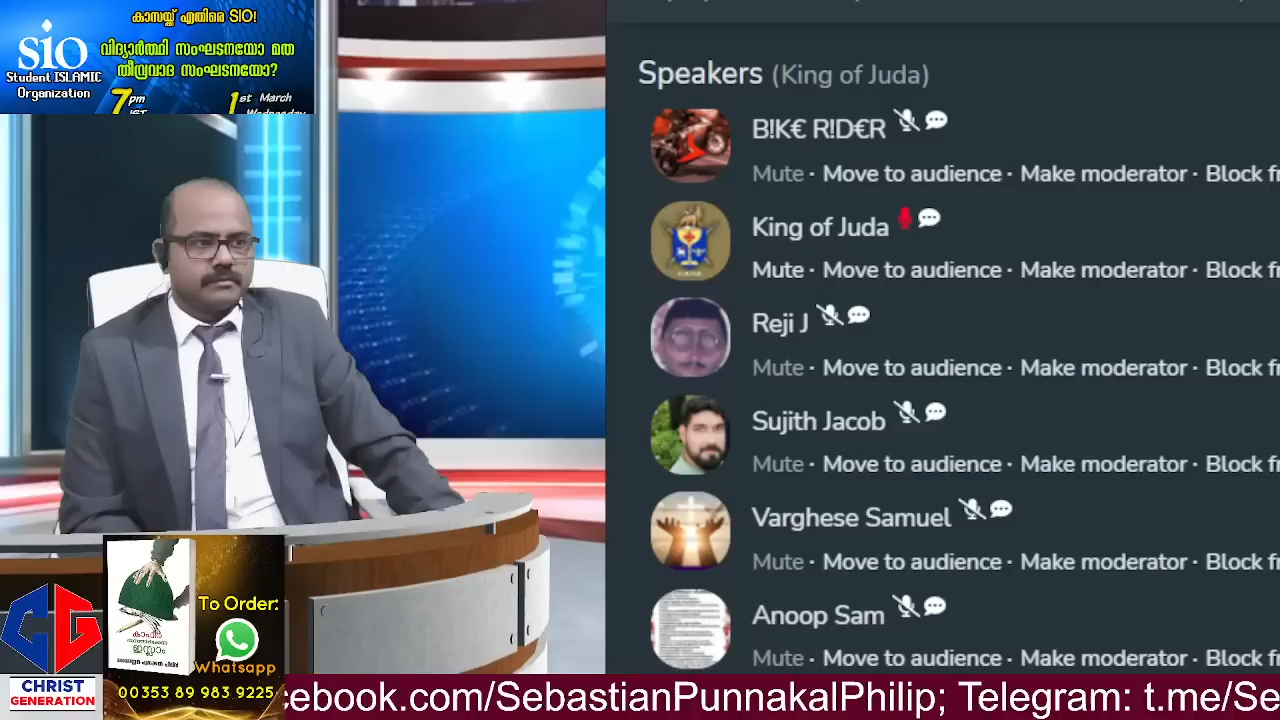 കാസയ്ക്ക് എതിരെ SIO!
SIO
Student ISLAMIC
Organization
വിദ്യാർത്ഥി സംഘടനയോ മത
തീവ്രവാദ സംഘടനയോ?
7pm
IST
1st March
Wednesday
Speakers (King of Juda)
B!K€ R!D€R
Mute · Move to audience · Make moderator · Block fr
King of Juda
Mute · Move to audience · Make moderator · Block fr
Reji J
Mute · Move to audience · Make moderator · Block fr
Sujith Jacob
Mute · Move to audience · Make moderator · Block fr
Varghese Samuel
Mute · Move to audience · Make moderator · Block fr
Anoop Sam
Mute · Move to audience · Make moderator · Block fr
To Order:
Whatsapp
00353 89 983 9225
CHRIST
GENERATION
cebook.com/SebastianPunnakalPhilip; Telegram: t.me/Se